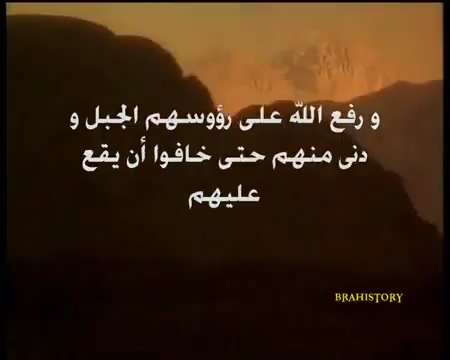 و رفع الله على رؤوسهم الجبل و
دنى منهم حتى خافوا أن يقع
عليهم
BRAHISTORY